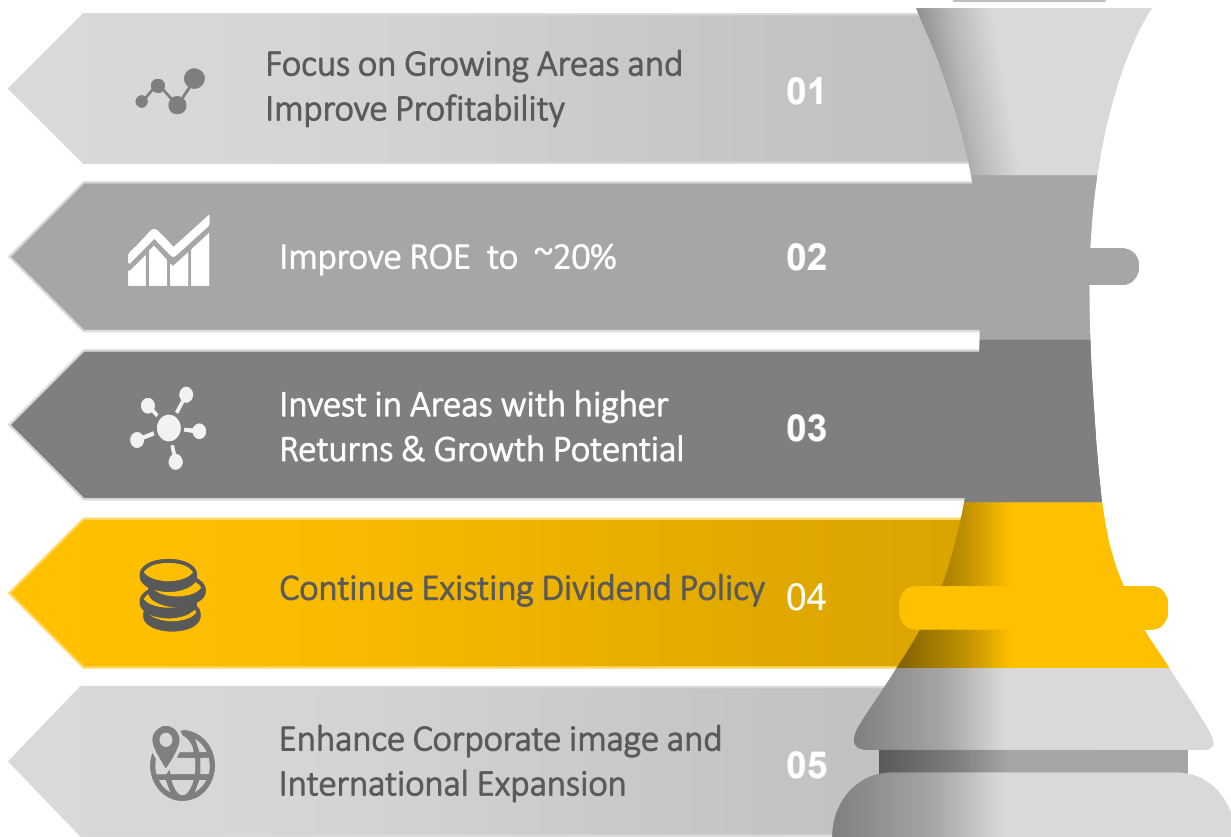 Focus on Growing Areas and
Improve Profitability
01
Improve ROE to ~20%
02
Invest in Areas with higher
Returns & Growth Potential
03
Continue Existing Dividend Policy
04
Enhance Corporate image and
International Expansion
05